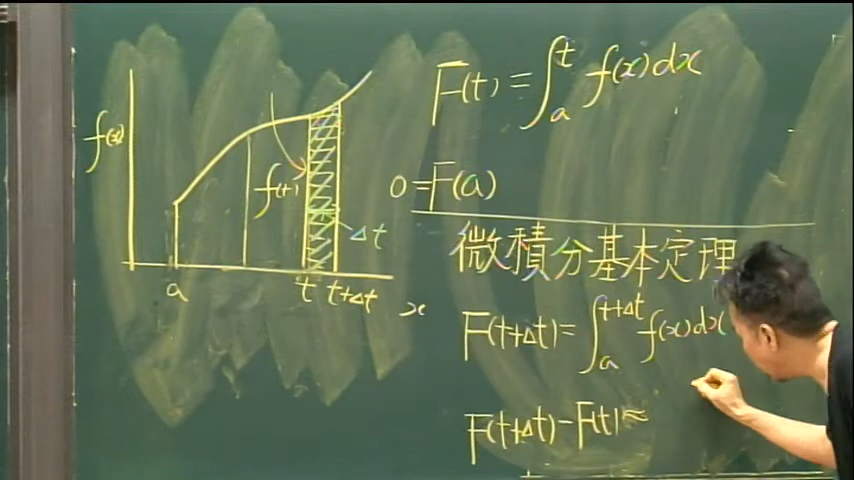 F(t) = ∫_a^t f(x)dx
f(x)
f(t)
0 = F(a)
Δt
微積分基本定理
a
t
t+Δt
x
F(t+Δt) = ∫_a^{t+Δt} f(x)dx
F(t+Δt) - F(t) ≈